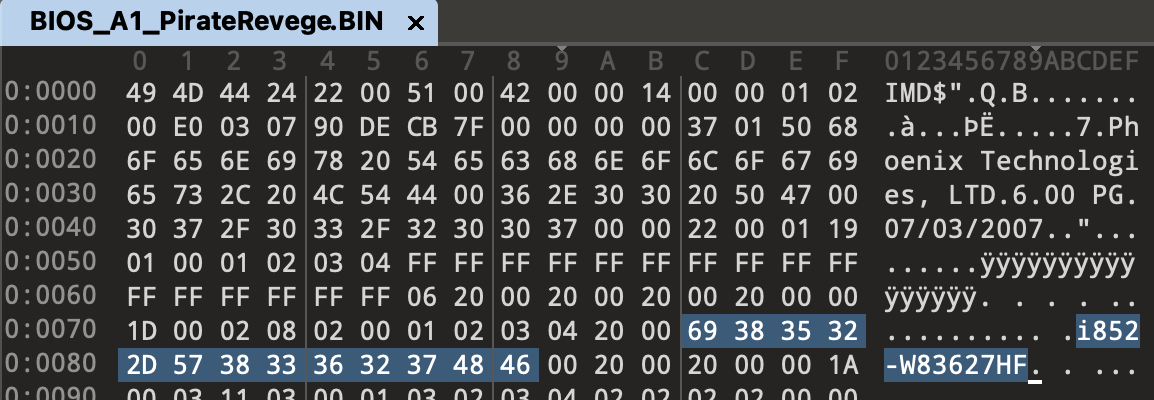 BIOS_A1_PirateRevege.BIN ×
0 1 2 3 4 5 6 7 8 9 A B C D E F 0123456789ABCDEF
0:0000 49 4D 44 24 22 00 51 00 42 00 00 14 00 00 01 02 IMD$".Q.B.......
0:0010 00 E0 03 07 90 DE CB 7F 00 00 00 00 37 01 50 68 .à...ÞË.....7.Ph
0:0020 6F 65 6E 69 78 20 54 65 63 68 6E 6F 6C 6F 67 69 oenix Technologi
0:0030 65 73 2C 20 4C 54 44 00 36 2E 30 30 20 50 47 00 es, LTD.6.00 PG.
0:0040 30 37 2F 30 33 2F 32 30 30 37 00 00 22 00 01 19 07/03/2007.."...
0:0050 01 00 01 02 03 04 FF FF FF FF FF FF FF FF FF FF ......ÿÿÿÿÿÿÿÿÿÿ
0:0060 FF FF FF FF FF FF 06 20 00 20 00 20 00 20 00 00 ÿÿÿÿÿÿ. . . . ..
0:0070 1D 00 02 08 02 00 01 02 03 04 20 00 69 38 35 32 .......... .i852
0:0080 2D 57 38 33 36 32 37 48 46 00 20 00 20 00 00 1A -W83627HF. . ...
0:0090 00 03 11 03 00 01 03 02 03 04 02 02 02 02 00 00